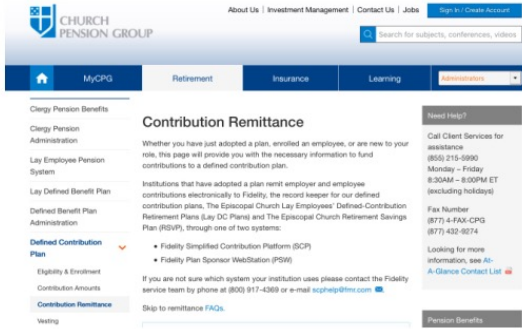 About Us | Investment Management | Contact Us | Jobs
Sign In / Create Account
CHURCH
PENSION GROUP
Search for subjects, conferences, videos
MyCPG
Retirement
Insurance
Learning
Administrators
Clergy Pension Benefits
Clergy Pension
Administration
Lay Employee Pension
System
Lay Defined Benefit Plan
Defined Benefit Plan
Administration
Defined Contribution
Plan
Eligibility & Enrollment
Contribution Amounts
Contribution Remittance
Vesting
Contribution Remittance
Whether you have just adopted a plan, enrolled an employee, or are new to your
role, this page will provide you with the necessary information to fund
contributions to a defined contribution plan.
Institutions that have adopted a plan remit employer and employee
contributions electronically to Fidelity, the record keeper for our defined
contribution plans, The Episcopal Church Lay Employees' Defined-Contribution
Retirement Plans (Lay DC Plans) and The Episcopal Church Retirement Savings
Plan (RSVP), through one of two systems:
• Fidelity Simplified Contribution Platform (SCP)
• Fidelity Plan Sponsor WebStation (PSW)
If you are not sure which system your institution uses please contact the Fidelity
service team by phone at (800) 917-4369 or e-mail scphelp@fmr.com
Skip to remittance FAQs.
Need Help?
Call Client Services for
assistance
(855) 215-5990
Monday – Friday
8:30AM – 8:00PM ET
(excluding holidays)
Fax Number
(877) 4-FAX-CPG
(877) 432-9274
Looking for more
information, see At-
A-Glance Contact List
Pension Benefits